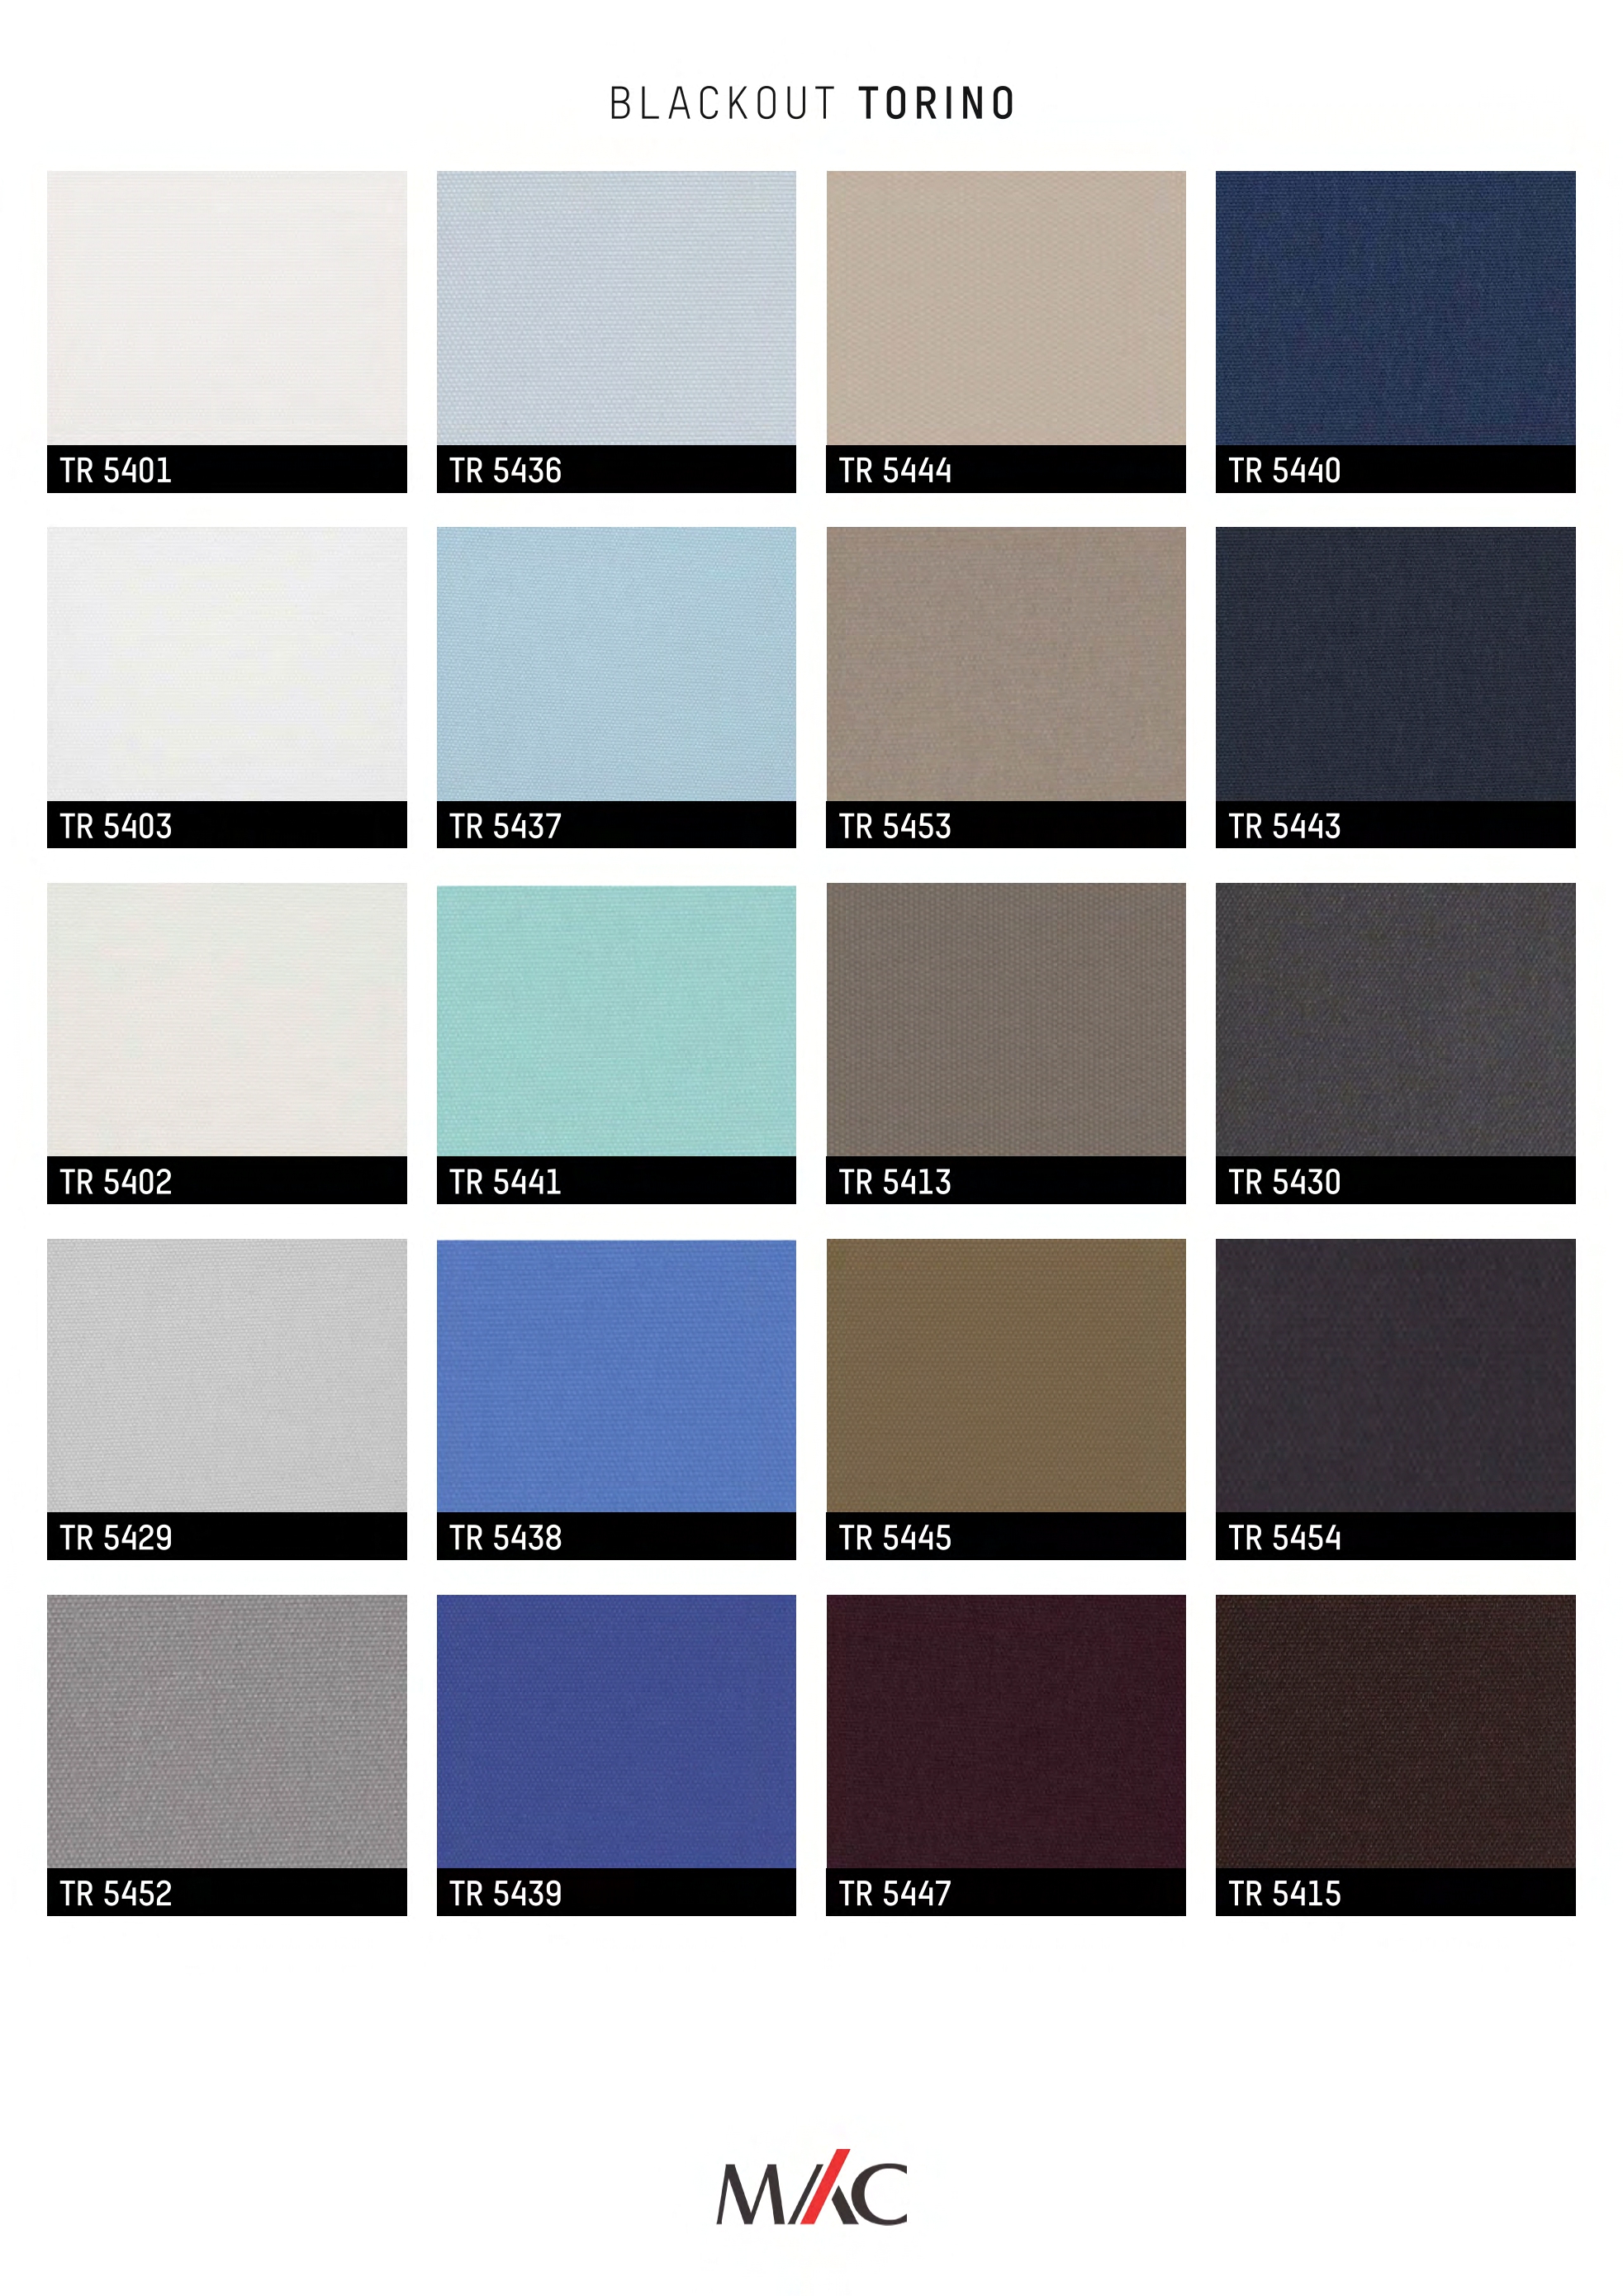 BLACKOUT TORINO
TR 5401
TR 5436
TR 5444
TR 5440
TR 5403
TR 5437
TR 5453
TR 5443
TR 5402
TR 5441
TR 5413
TR 5430
TR 5429
TR 5438
TR 5445
TR 5454
TR 5452
TR 5439
TR 5447
TR 5415
MAC